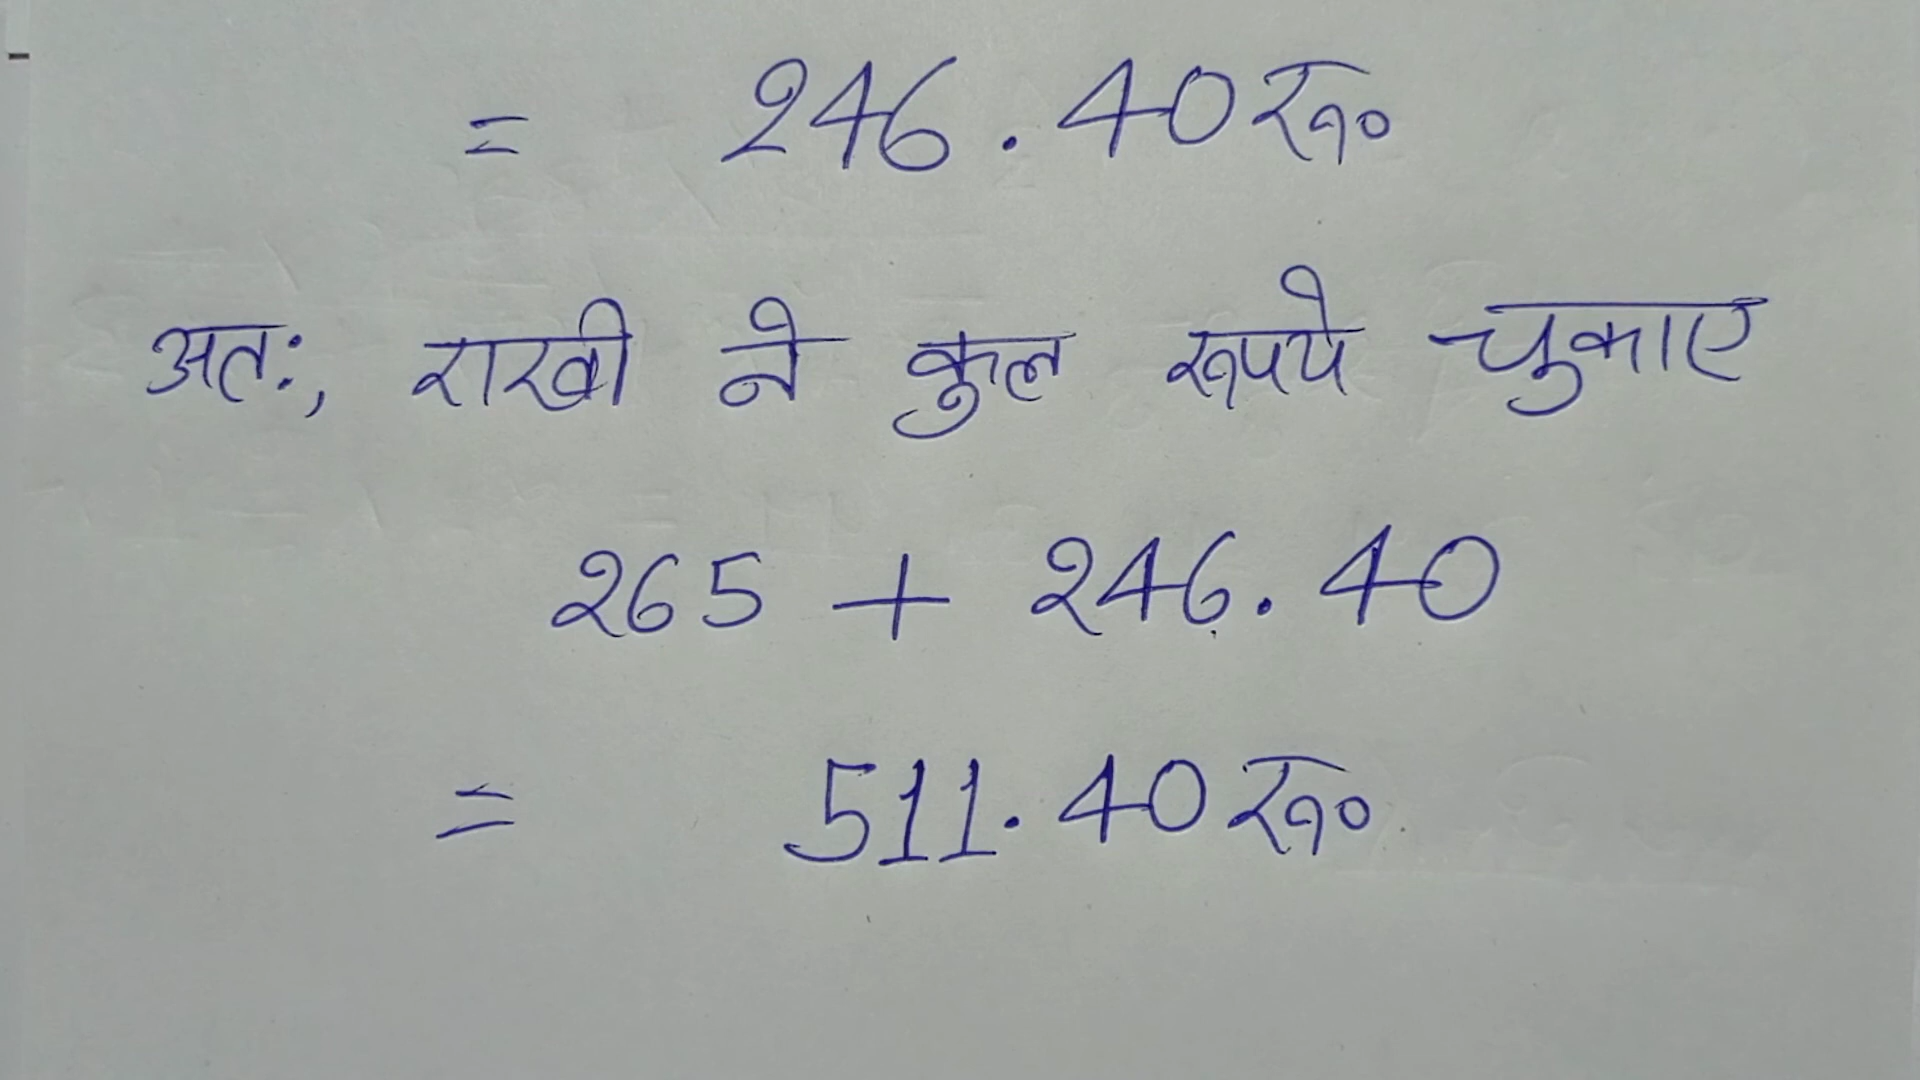 = 246.40 रू०
अतः, राखी ने कुल रूपये चुकाए
265 + 246.40
= 511.40 रू०